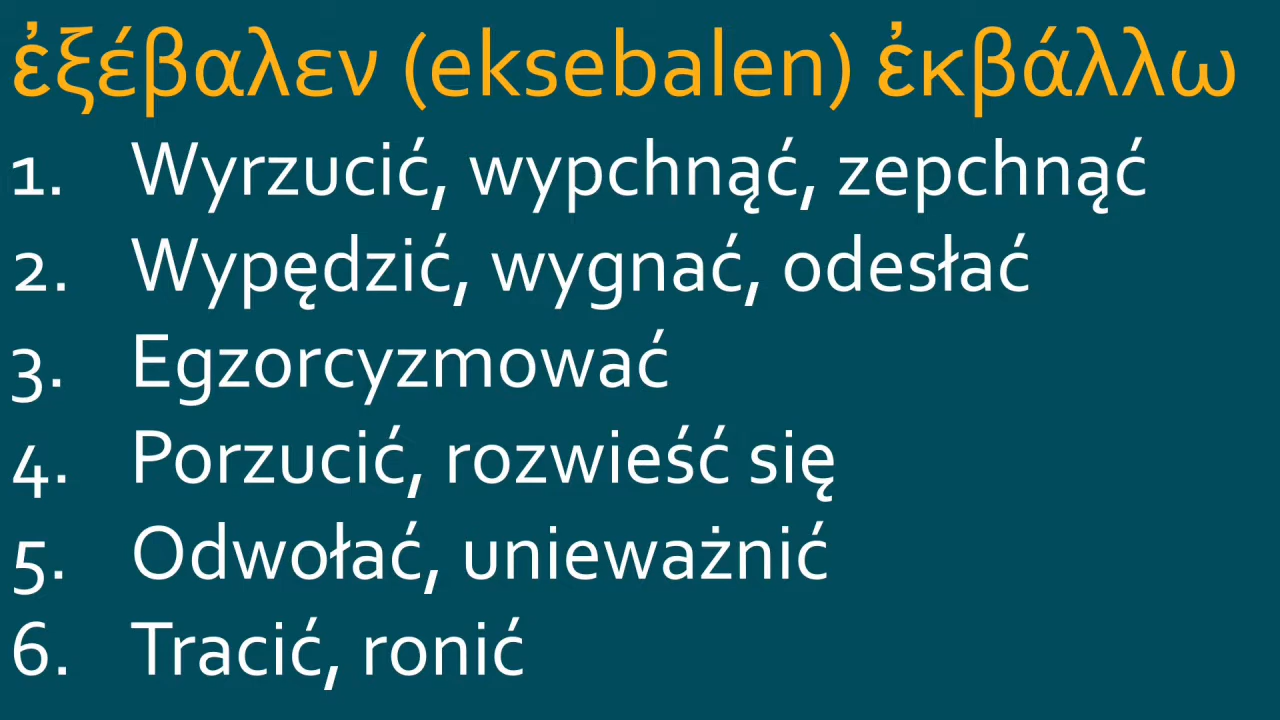 ἐξέβαλεν (eksebalen) ἐκβάλλω
1. Wyrzucić, wypchnąć, zepchnąć
2. Wypędzić, wygnać, odesłać
3. Egzorcyzmować
4. Porzucić, rozwieść się
5. Odwołać, unieważnić
6. Tracić, ronić